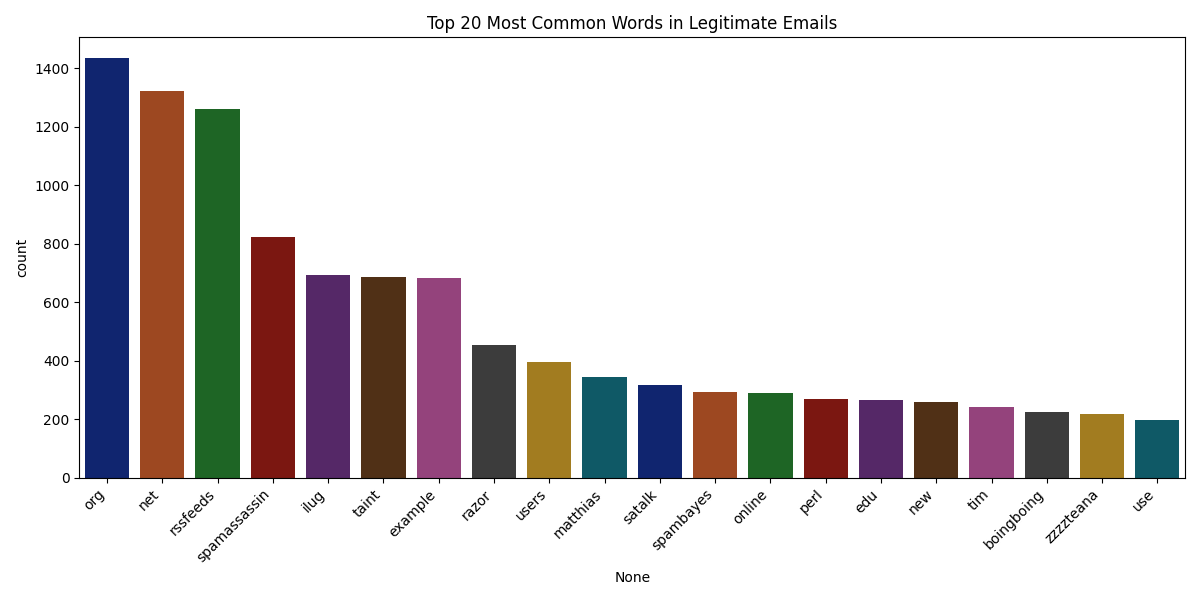 Top 20 Most Common Words in Legitimate Emails
count
1400
1200
1000
800
600
400
200
0
org
net
rssfeeds
spamassassin
ilug
taint
example
razor
users
matthias
satalk
spambayes
online
perl
edu
new
tim
boingboing
zzzzteana
use
None